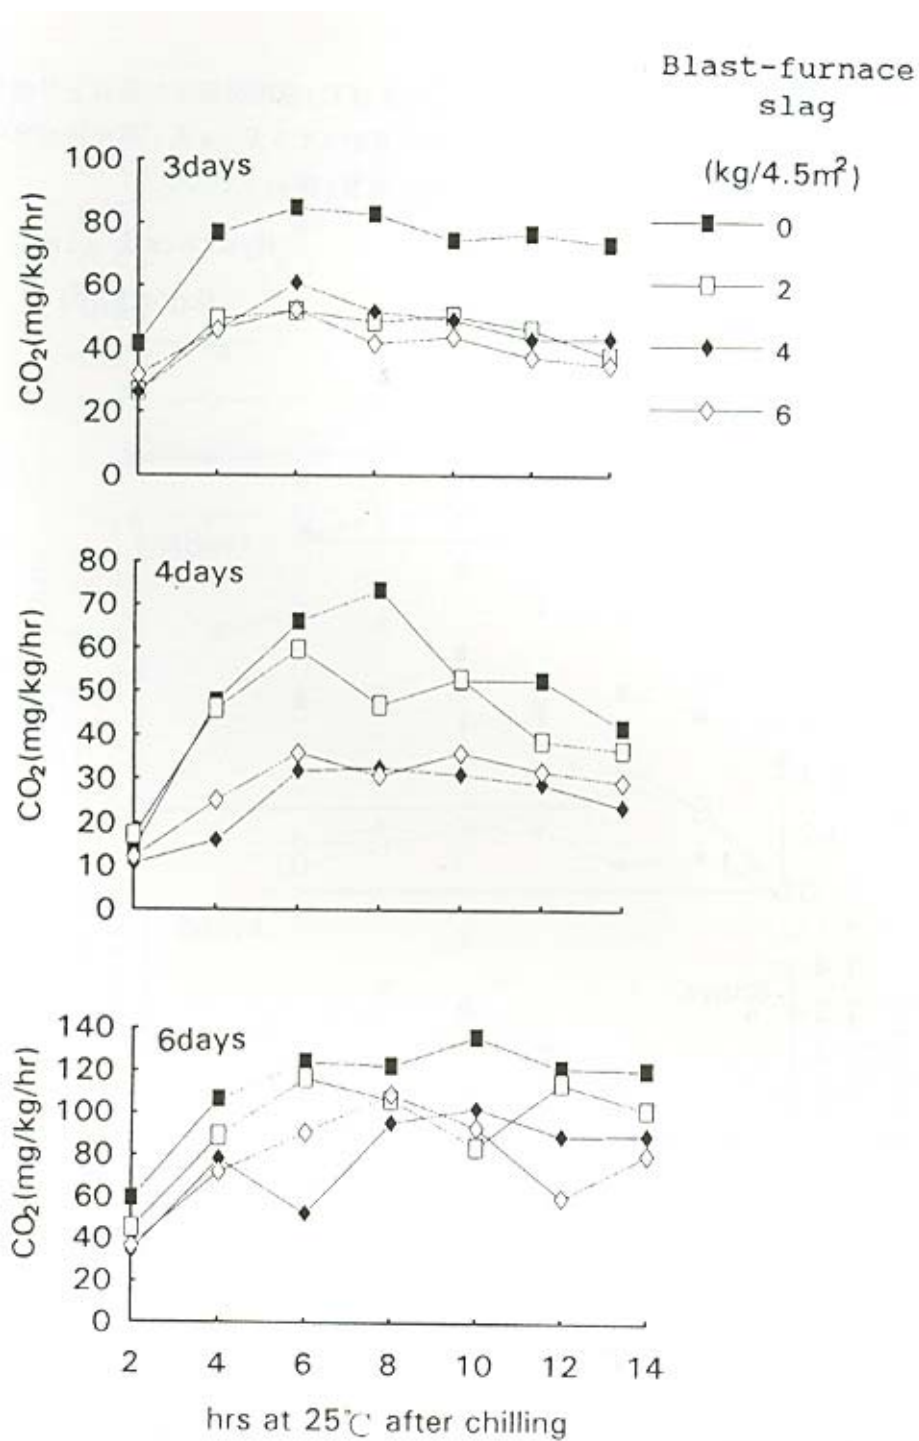 Blast-furnace
slag
(kg/4.5m²)
0
2
4
6
3days
100
80
60
40
20
0
CO₂(mg/kg/hr)
4days
80
70
60
50
40
30
20
10
0
CO₂(mg/kg/hr)
6days
140
120
100
80
60
40
20
0
CO₂(mg/kg/hr)
2 4 6 8 10 12 14
hrs at 25℃ after chilling